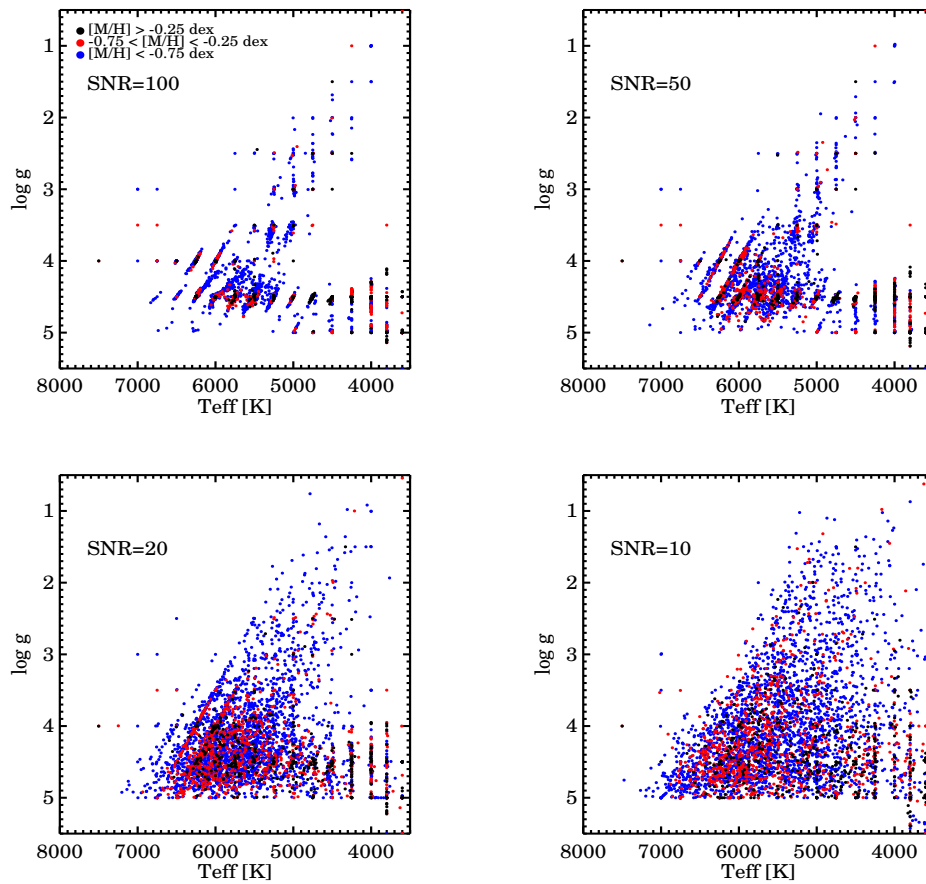 [M/H] > -0.25 dex
-0.75 < [M/H] < -0.25 dex
[M/H] < -0.75 dex
SNR=100
1
2
3
4
5
log g
8000 7000 6000 5000 4000
Teff [K]
SNR=50
1
2
3
4
5
log g
8000 7000 6000 5000 4000
Teff [K]
SNR=20
1
2
3
4
5
log g
8000 7000 6000 5000 4000
Teff [K]
SNR=10
1
2
3
4
5
log g
8000 7000 6000 5000 4000
Teff [K]